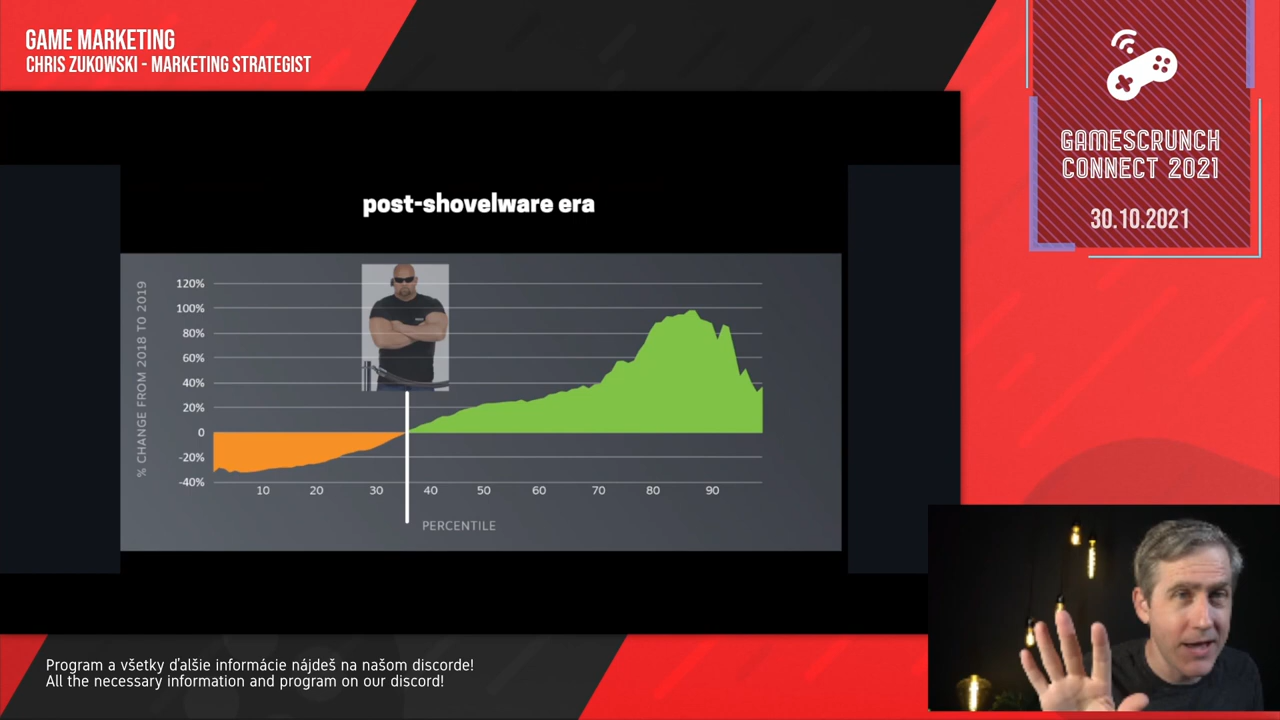 GAME MARKETING
CHRIS ZUKOWSKI - MARKETING STRATEGIST
GAMESCRUNCH
CONNECT 2021
30.10.2021
post-shovelware era
% CHANGE FROM 2018 TO 2019
120%
100%
80%
60%
40%
20%
0
-20%
-40%
10 20 30 40 50 60 70 80 90
PERCENTILE
Program a všetky ďalšie informácie nájdeš na našom discorde!
All the necessary information and program on our discord!